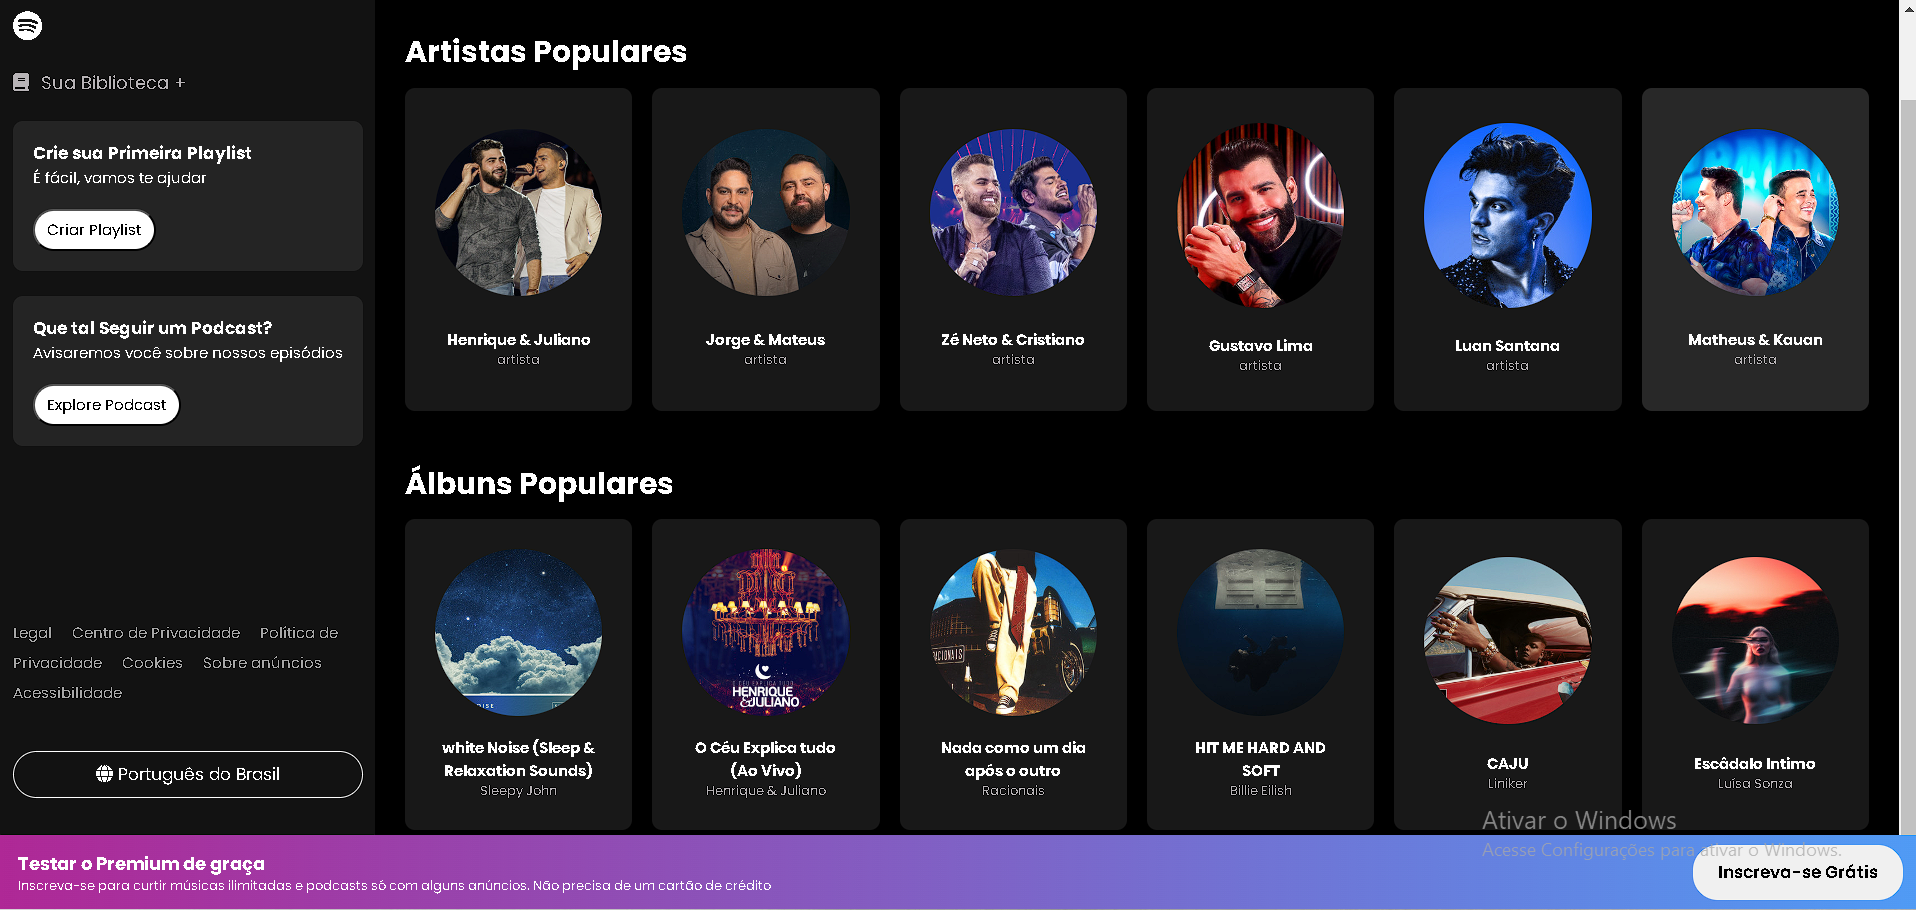 Sua Biblioteca +
Crie sua Primeira Playlist
É fácil, vamos te ajudar
Criar Playlist
Que tal Seguir um Podcast?
Avisaremos você sobre nossos episódios
Explore Podcast
Legal Centro de Privacidade Política de
Privacidade Cookies Sobre anúncios
Acessibilidade
Português do Brasil
Artistas Populares
Henrique & Juliano
artista
Jorge & Mateus
artista
Zé Neto & Cristiano
artista
Gustavo Lima
artista
Luan Santana
artista
Matheus & Kauan
artista
Álbuns Populares
white Noise (Sleep &
Relaxation Sounds)
Sleepy John
O CÉU EXPLICA TUDO
HENRIQUE
&JULIANO
O Céu Explica tudo
(Ao Vivo)
Henrique & Juliano
Nada como um dia
após o outro
Racionais
HIT ME HARD AND
SOFT
Billie Eilish
CAJU
Liniker
Escâdalo Intimo
Luísa Sonza
Ativar o Windows
Acesse Configurações para ativar o Windows.
Testar o Premium de graça
Inscreva-se para curtir músicas ilimitadas e podcasts só com alguns anúncios. Não precisa de um cartão de crédito
Inscreva-se Grátis